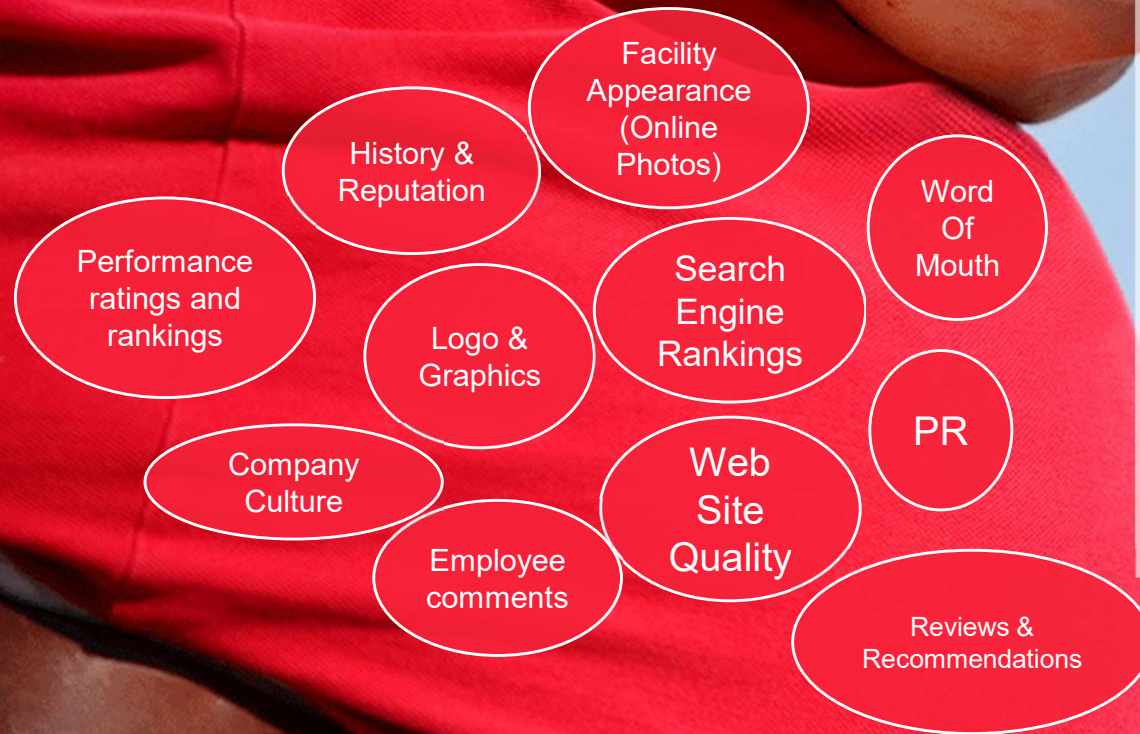 Facility
Appearance
(Online
Photos)
History &
Reputation
Word
Of
Mouth
Performance
ratings and
rankings
Search
Engine
Rankings
Logo &
Graphics
PR
Company
Culture
Web
Site
Quality
Employee
comments
Reviews &
Recommendations